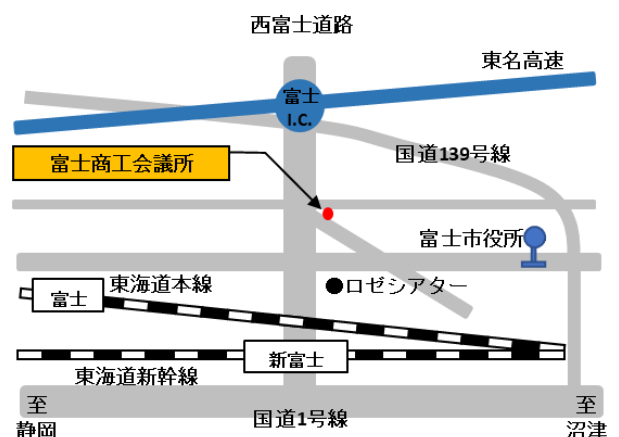 西富士道路
東名高速
富士
I.C.
国道139号線
富士商工会議所
富士市役所
東海道本線
富士
●ロゼシアター
新富士
東海道新幹線
至
静岡
国道1号線
至
沼津